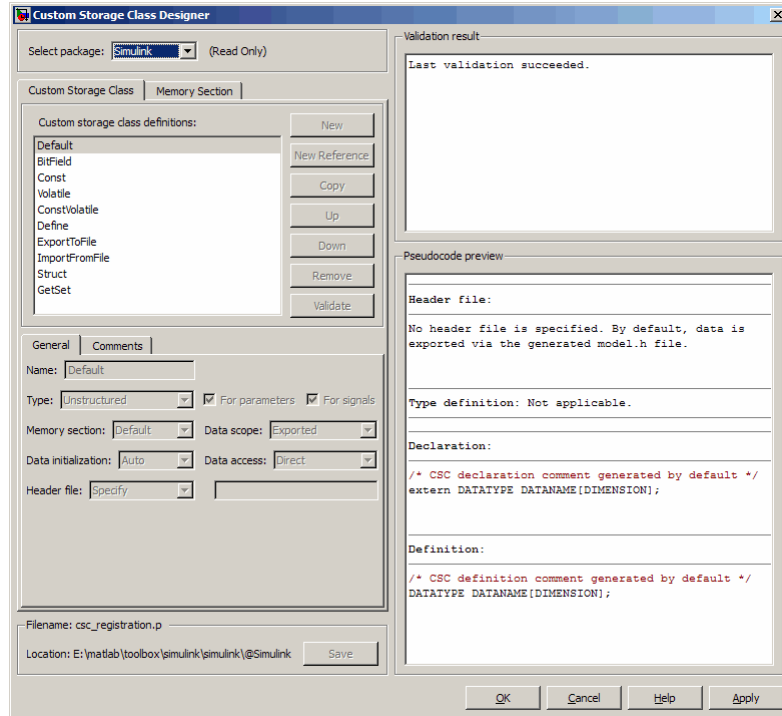 Custom Storage Class Designer
Select package: Simulink (Read Only)
Custom Storage Class Memory Section
Custom storage class definitions:
Default
BitField
Const
Volatile
ConstVolatile
Define
ExportToFile
ImportFromFile
Struct
GetSet
New
New Reference
Copy
Up
Down
Remove
Validate
General Comments
Name: Default
Type: Unstructured For parameters For signals
Memory section: Default Data scope: Exported
Data initialization: Auto Data access: Direct
Header file: Specify
Filename: csc_registration.p
Location: E:\matlab\toolbox\simulink\simulink\@Simulink Save
Validation result
Last validation succeeded.
Pseudocode preview
Header file:
No header file is specified. By default, data is
exported via the generated model.h file.
Type definition: Not applicable.
Declaration:
/* CSC declaration comment generated by default */
extern DATATYPE DATANAME[DIMENSION];
Definition:
/* CSC definition comment generated by default */
DATATYPE DATANAME[DIMENSION];
OK Cancel Help Apply